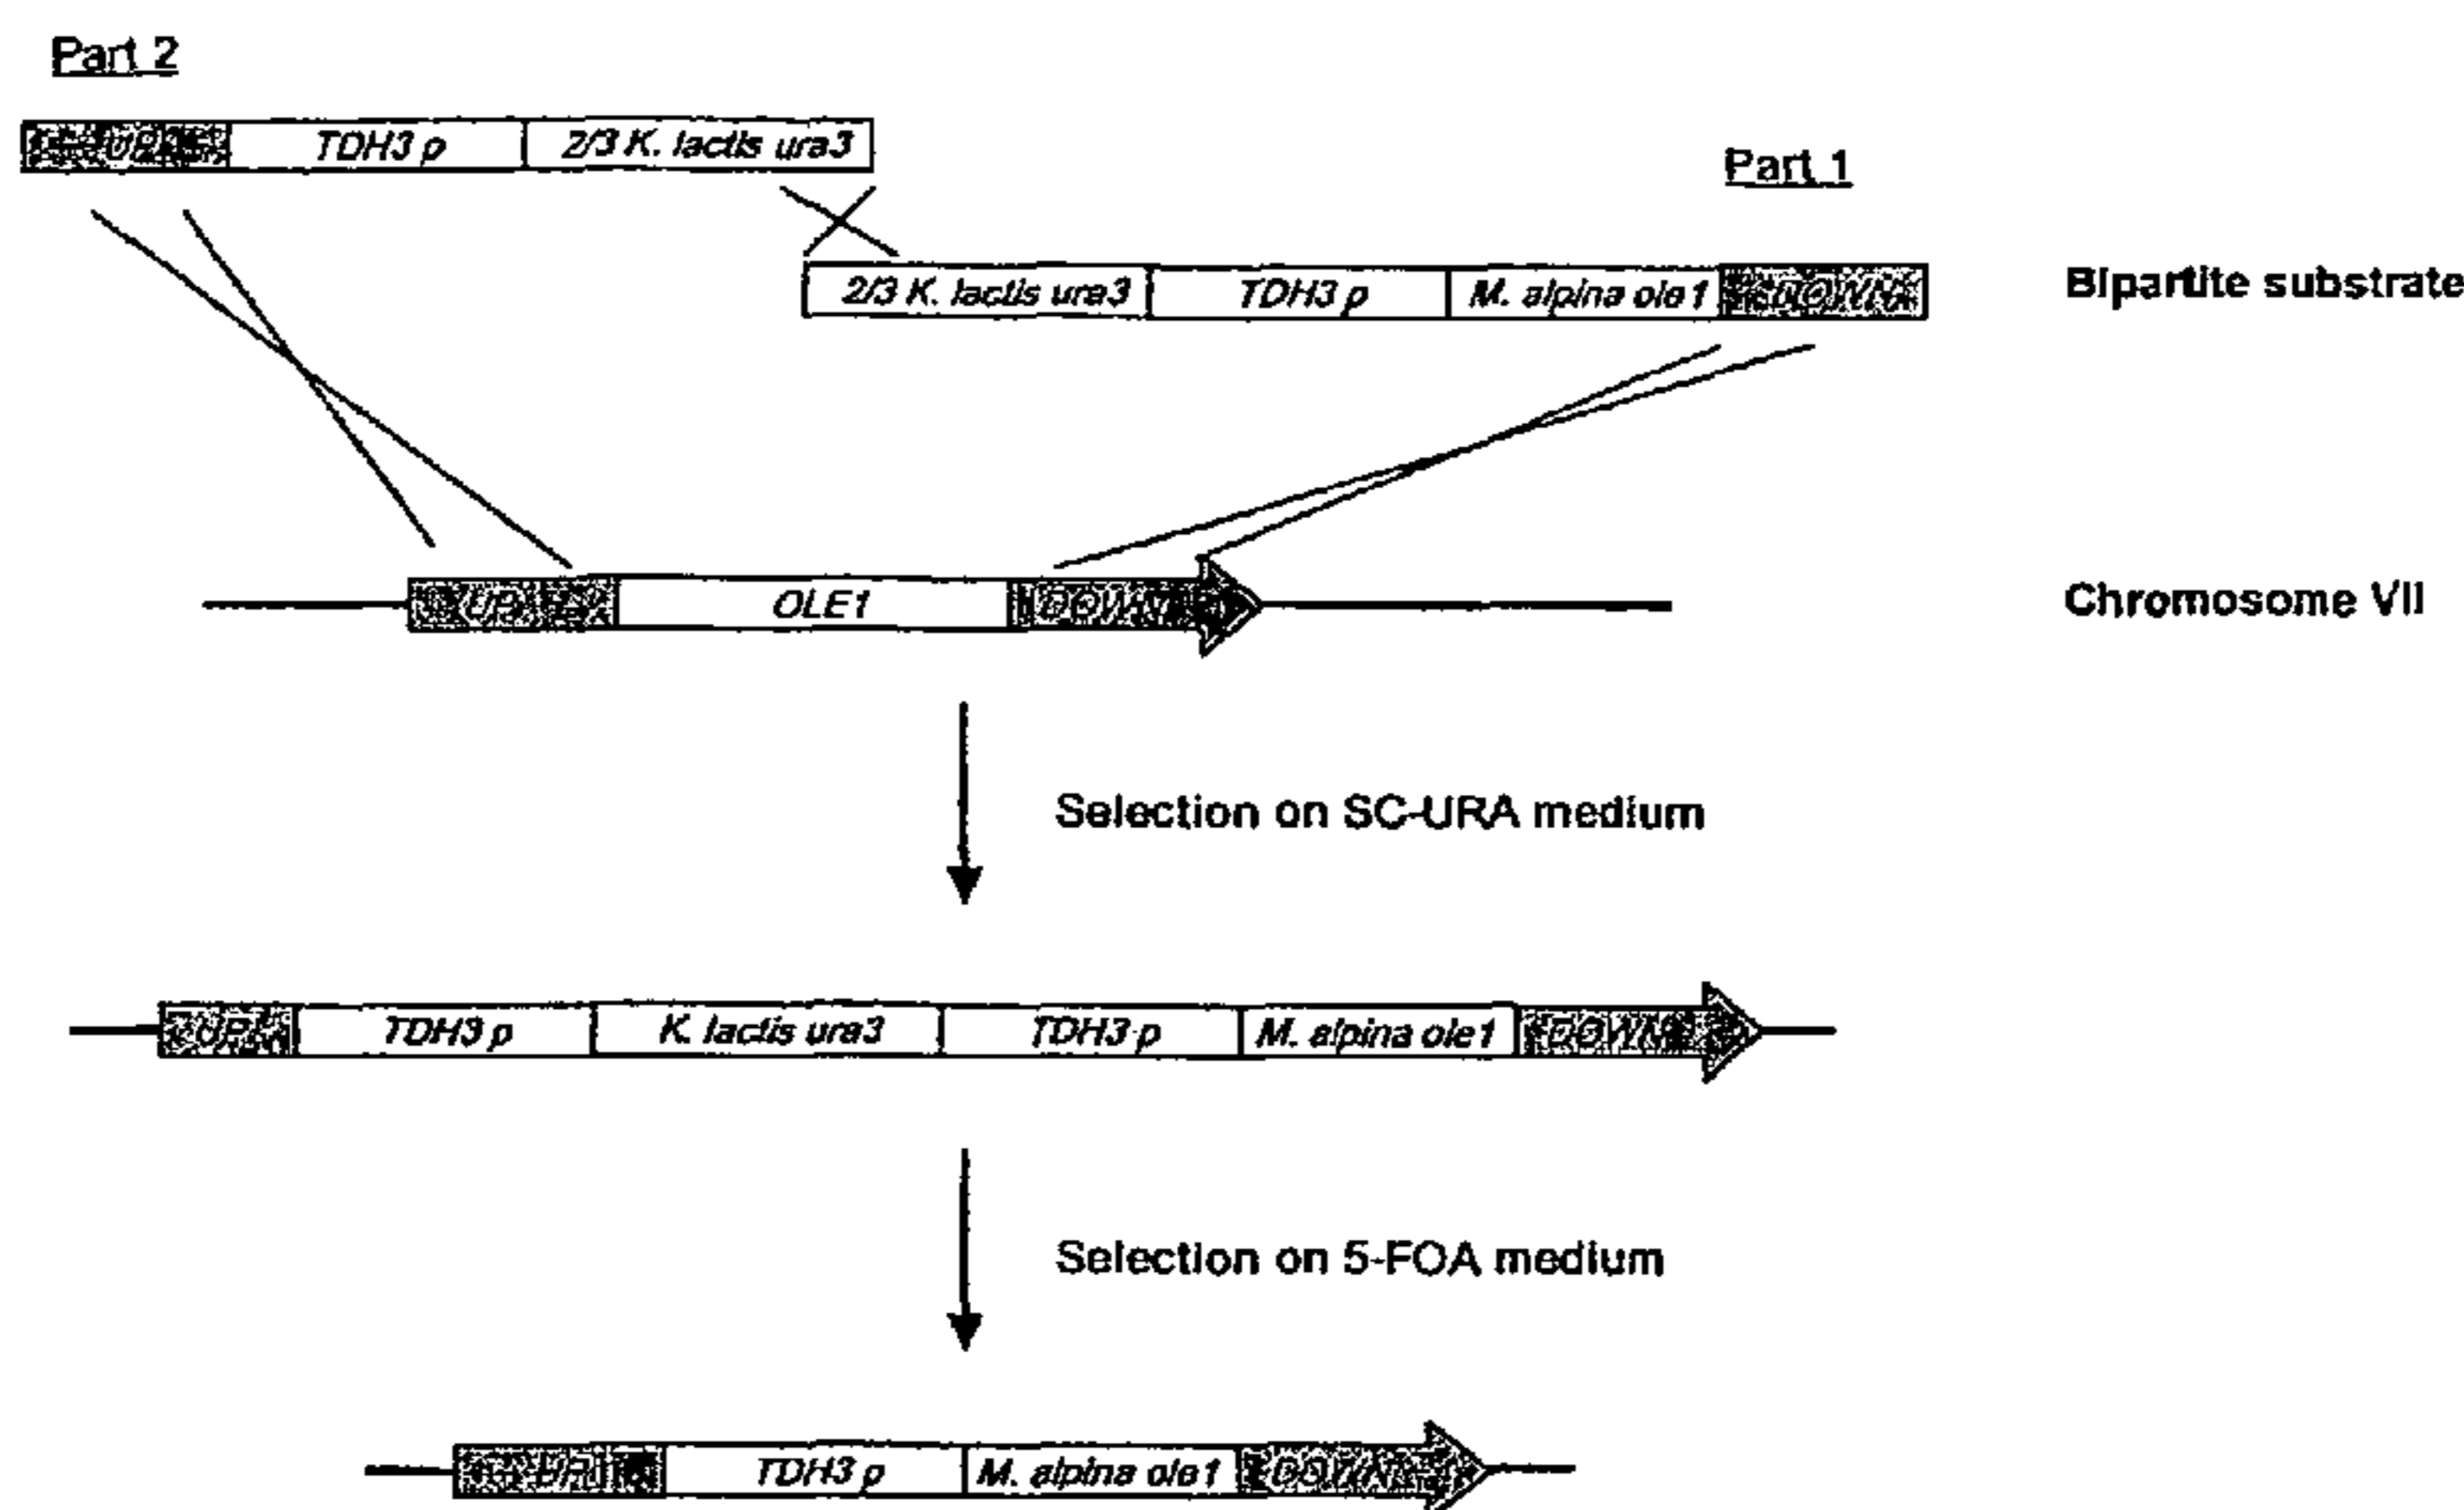 Part 2
UP TDH3 p 2/3 K. lactis ura3
Part 1
2/3 K. lactis ura3 TDH3 p M. alpina ole1 DOWN
Bipartite substrate
UP OLE1 DOWN
Chromosome VII
Selection on SC-URA medium
UP TDH3 p K. lactis ura3 TDH3 p M. alpina ole1 DOWN
Selection on 5-FOA medium
UP TDH3 p M. alpina ole1 DOWN